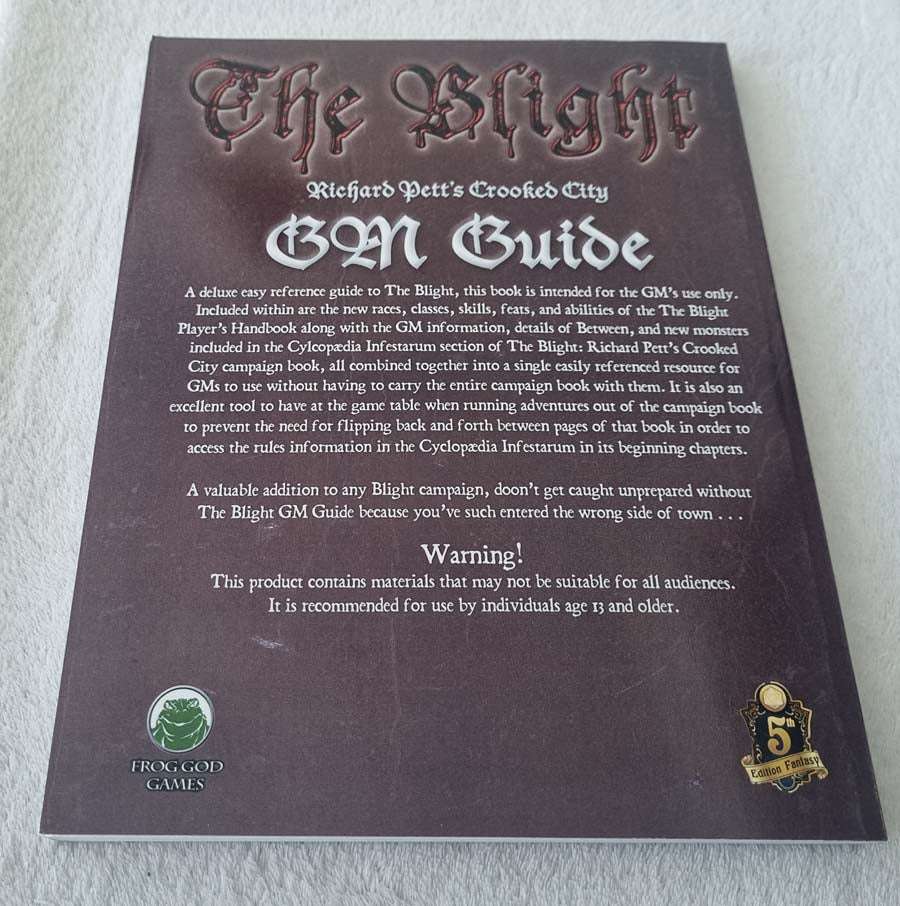 The Blight
Richard Pett's Crooked City
GM Guide
A deluxe easy reference guide to The Blight, this book is intended for the GM's use only.
Included within are the new races, classes, skills, feats, and abilities of the The Blight
Player's Handbook along with the GM information, details of Between, and new monsters
included in the Cylcopædia Infestarum section of The Blight: Richard Pett's Crooked
City campaign book, all combined together into a single easily referenced resource for
GMs to use without having to carry the entire campaign book with them. It is also an
excellent tool to have at the game table when running adventures out of the campaign book
to prevent the need for flipping back and forth between pages of that book in order to
access the rules information in the Cyclopædia Infestarum in its beginning chapters.
A valuable addition to any Blight campaign, doon't get caught unprepared without
The Blight GM Guide because you've such entered the wrong side of town . . .
Warning!
This product contains materials that may not be suitable for all audiences.
It is recommended for use by individuals age 13 and older.
FROG GOD
GAMES
5th
Edition Fantasy